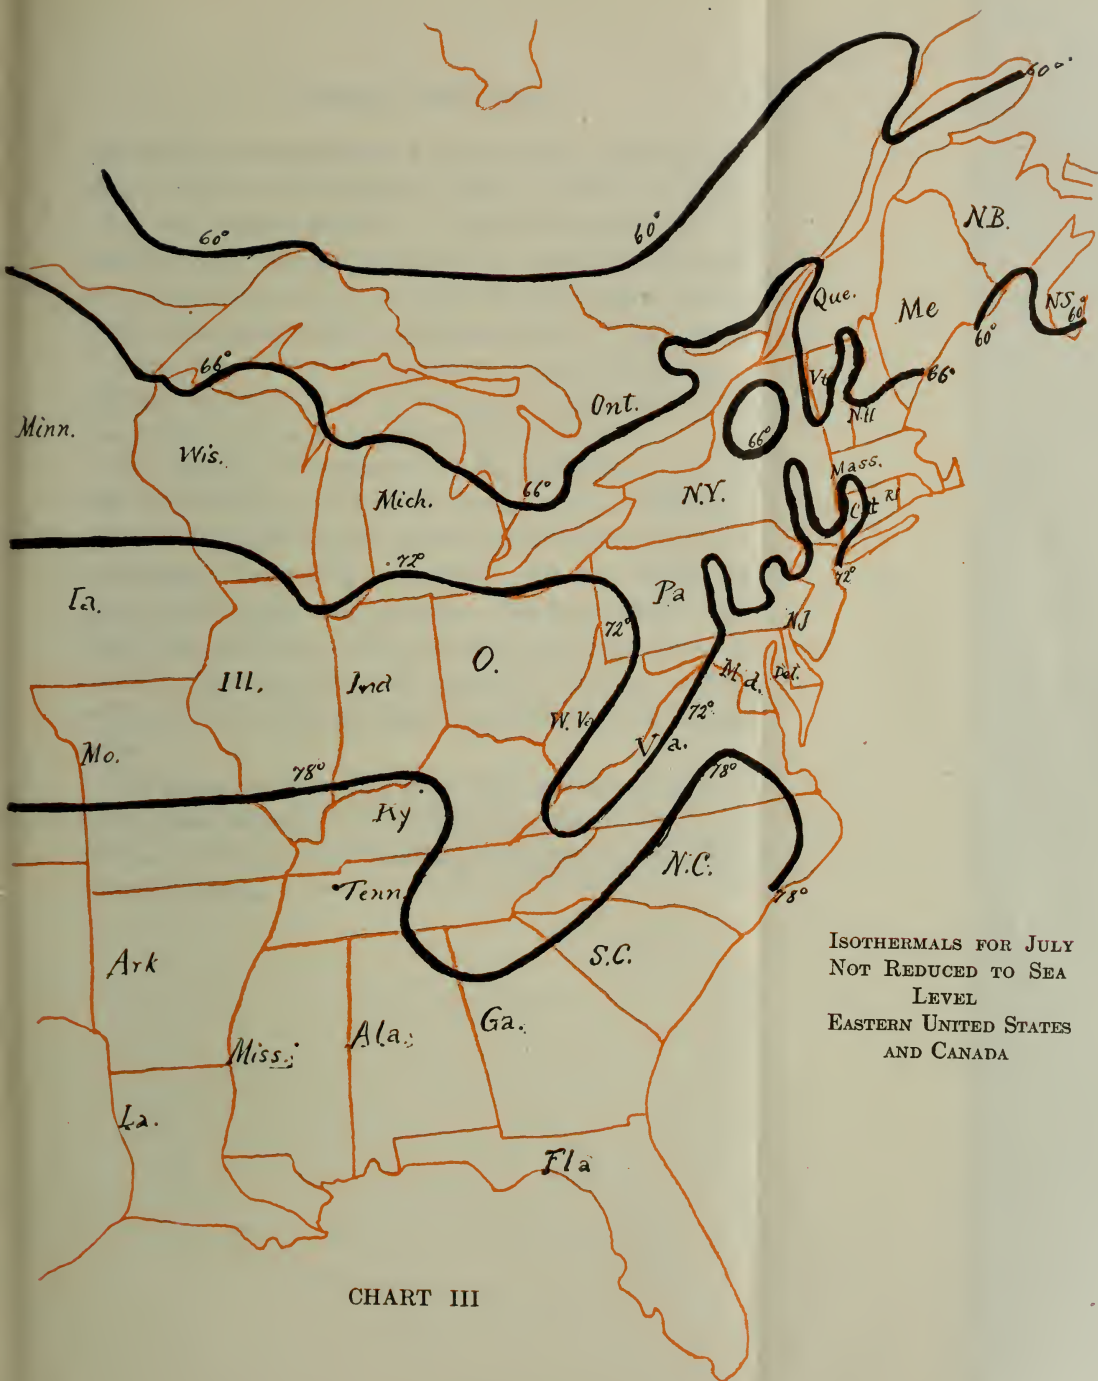 60°
60°
60°
N.B.
Que.
Me
N.S.
60°
60°
66°
66°
Vt
N.H
66°
Ont.
Minn.
Wis.
Mich.
66°
N.Y.
Mass.
Ctt
RI
72°
72°
Ia.
Pa
NJ
72°
O.
Ill.
Ind
Md.
Del.
W. Va
72°
Va.
Mo.
78°
78°
Ky
N.C.
Tenn.
78°
Ark
S.C.
Ga.
Ala.
Miss.
La.
Fla
ISOTHERMALS FOR JULY
NOT REDUCED TO SEA
LEVEL
EASTERN UNITED STATES
AND CANADA
CHART III